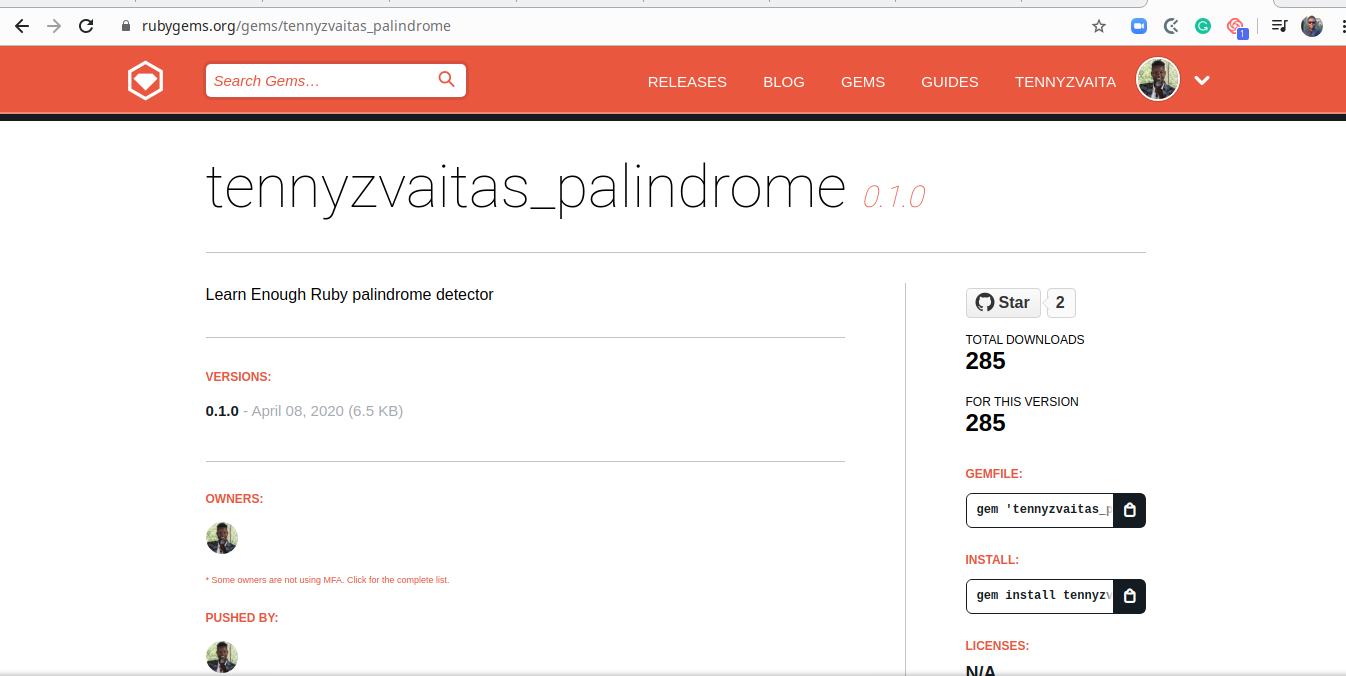 rubygems.org/gems/tennyzvaitas_palindrome
1
Search Gems…
RELEASES BLOG GEMS GUIDES TENNYZVAITA
tennyzvaitas_palindrome 0.1.0
Learn Enough Ruby palindrome detector
VERSIONS:
0.1.0 - April 08, 2020 (6.5 KB)
OWNERS:
* Some owners are not using MFA. Click for the complete list.
PUSHED BY:
Star 2
TOTAL DOWNLOADS
285
FOR THIS VERSION
285
GEMFILE:
gem 'tennyzvaitas_p
INSTALL:
gem install tennyzv
LICENSES:
N/A